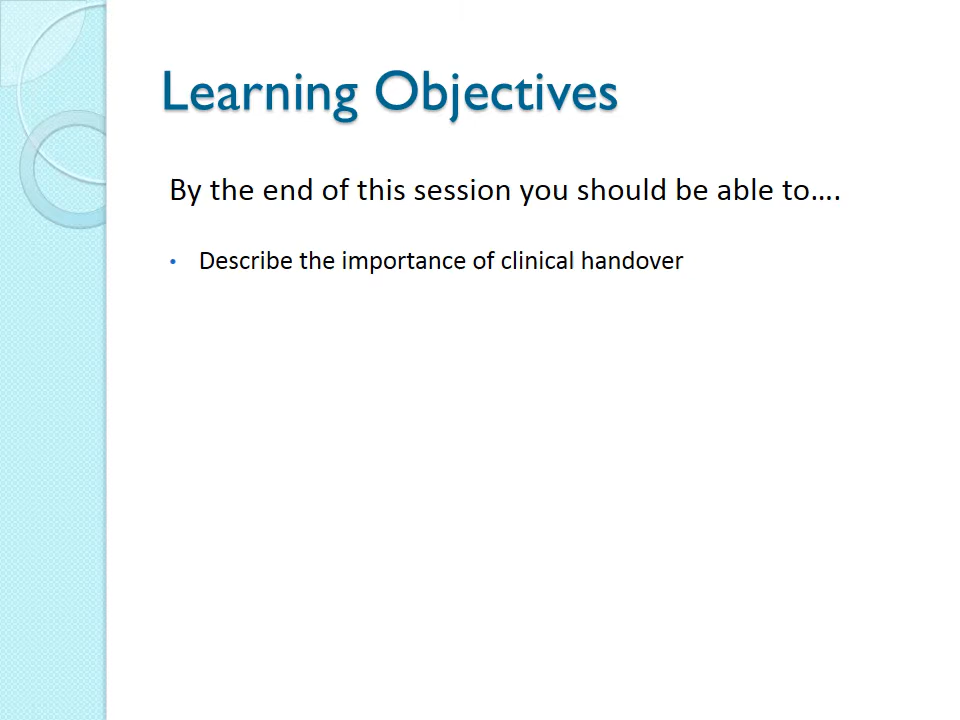 Learning Objectives
By the end of this session you should be able to....
• Describe the importance of clinical handover